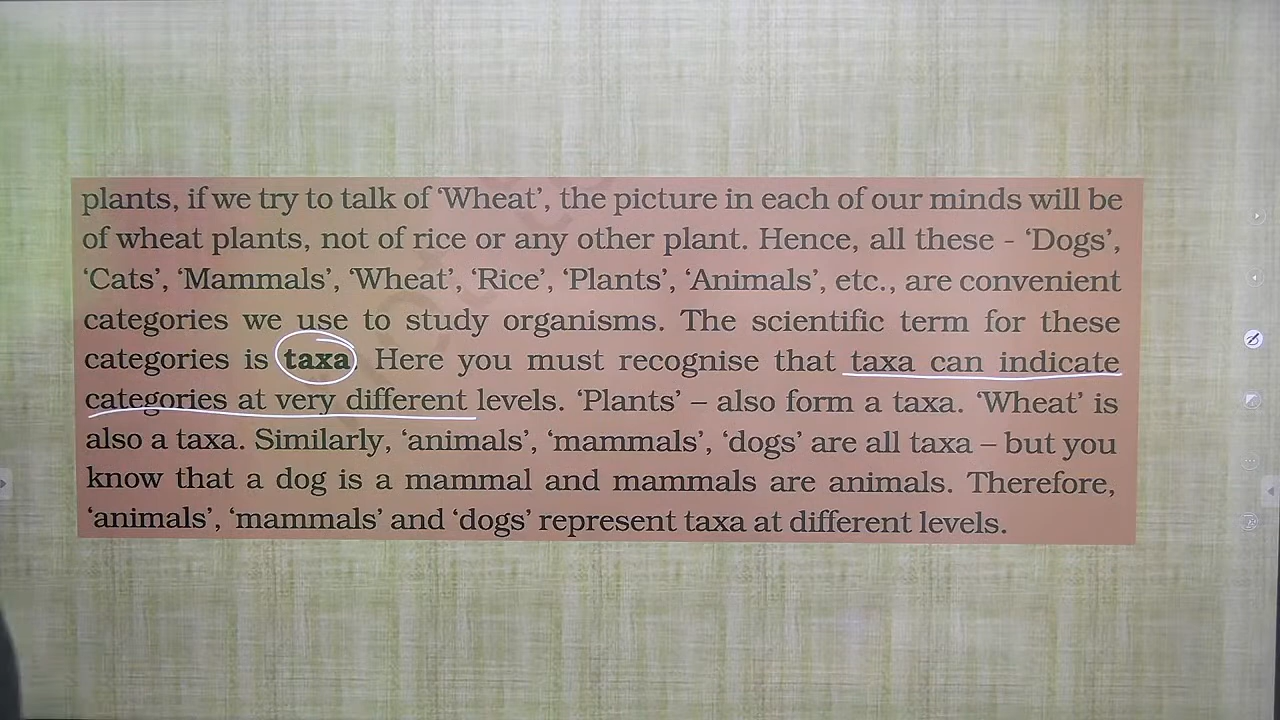 plants, if we try to talk of ‘Wheat’, the picture in each of our minds will be
of wheat plants, not of rice or any other plant. Hence, all these - ‘Dogs’,
‘Cats’, ‘Mammals’, ‘Wheat’, ‘Rice’, ‘Plants’, ‘Animals’, etc., are convenient
categories we use to study organisms. The scientific term for these
categories is taxa. Here you must recognise that taxa can indicate
categories at very different levels. ‘Plants’ – also form a taxa. ‘Wheat’ is
also a taxa. Similarly, ‘animals’, ‘mammals’, ‘dogs’ are all taxa – but you
know that a dog is a mammal and mammals are animals. Therefore,
‘animals’, ‘mammals’ and ‘dogs’ represent taxa at different levels.